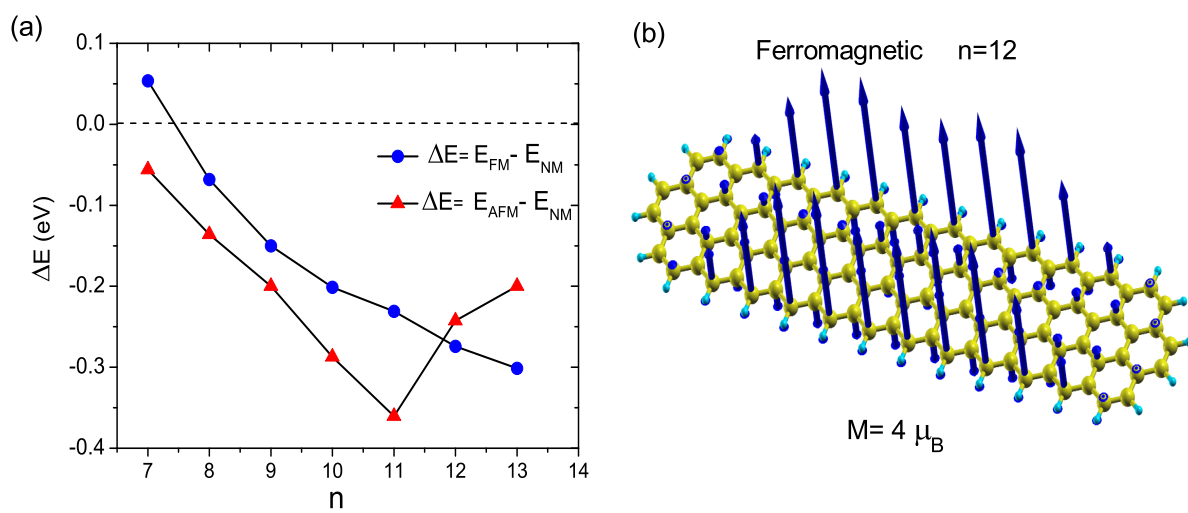 (a)
0.1
0.0
-0.1
-0.2
-0.3
-0.4
ΔE (eV)
ΔE= E_FM - E_NM
ΔE= E_AFM - E_NM
7 8 9 10 11 12 13 14
n
(b)
Ferromagnetic n=12
M= 4 μ_B